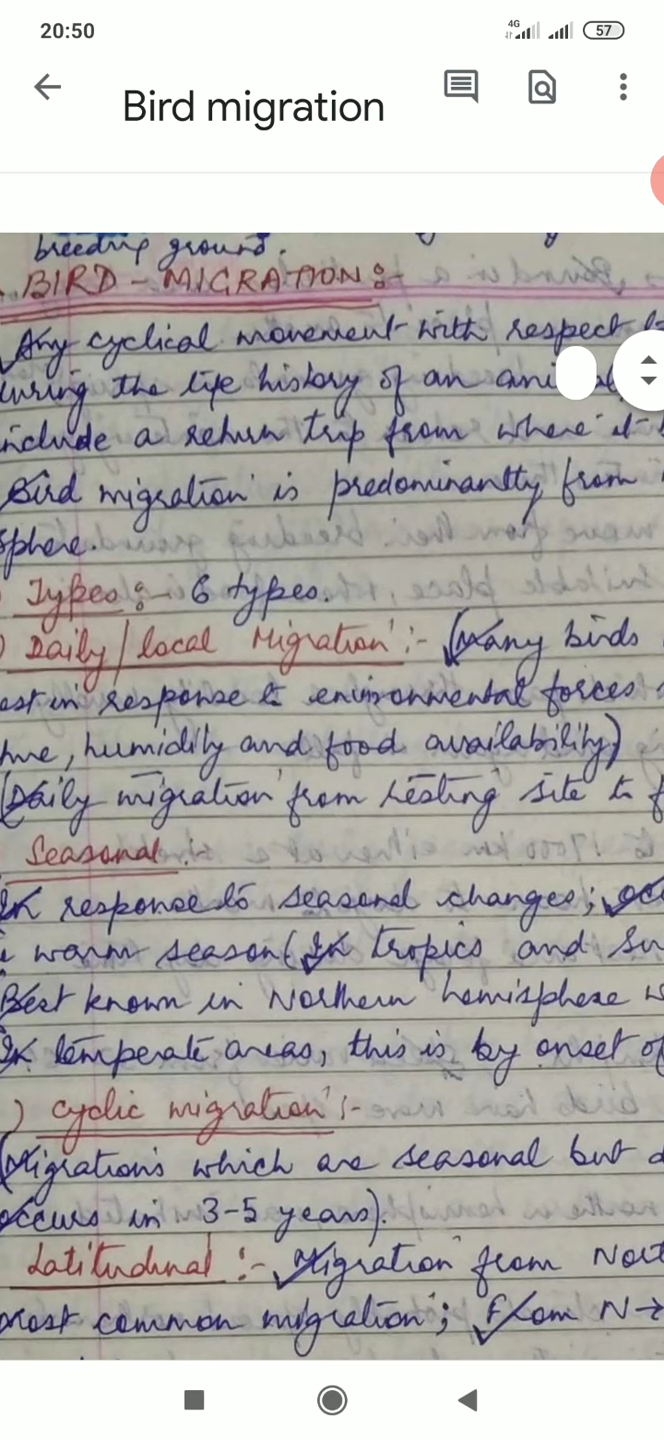 20:50
4G
57
Bird migration
breeding ground.
BIRD - MIGRATION :-
Any cyclical movement with respect
during the life history of an
include a return trip from where it
Bird migration is predominantly from
sphere.
Types :- 6 types.
) Daily/local Migration :- (Many birds
est in response to environmental forces
me, humidity and food availability)
(Daily migration from resting site to f
Seasonal.
In response to seasonal changes;
warm season (In tropics and su
Best known in Northern hemisphere w
In temperate areas, this is by onset of
) Cyclic migration :-
(Migrations which are seasonal but d
occurs in 3-5 years).
Latitudinal :- Migration from Nort
most common migration; From N→